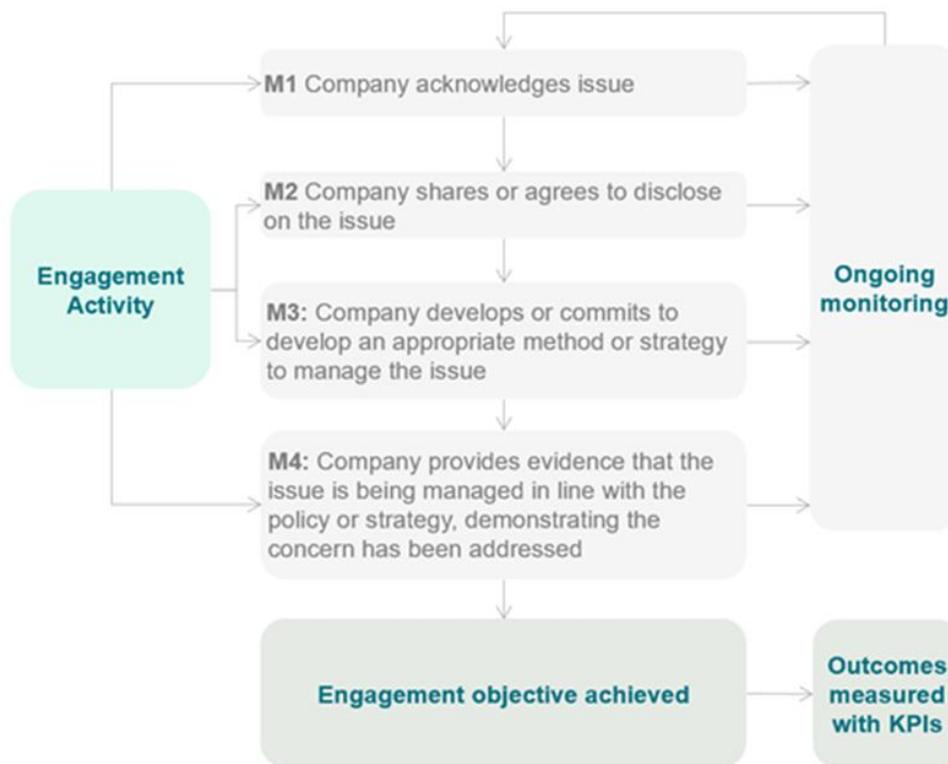 M1 Company acknowledges issue
M2 Company shares or agrees to disclose
on the issue
Engagement
Activity
M3: Company develops or commits to
develop an appropriate method or strategy
to manage the issue
Ongoing
monitoring
M4: Company provides evidence that the
issue is being managed in line with the
policy or strategy, demonstrating the
concern has been addressed
Engagement objective achieved
Outcomes
measured
with KPIs